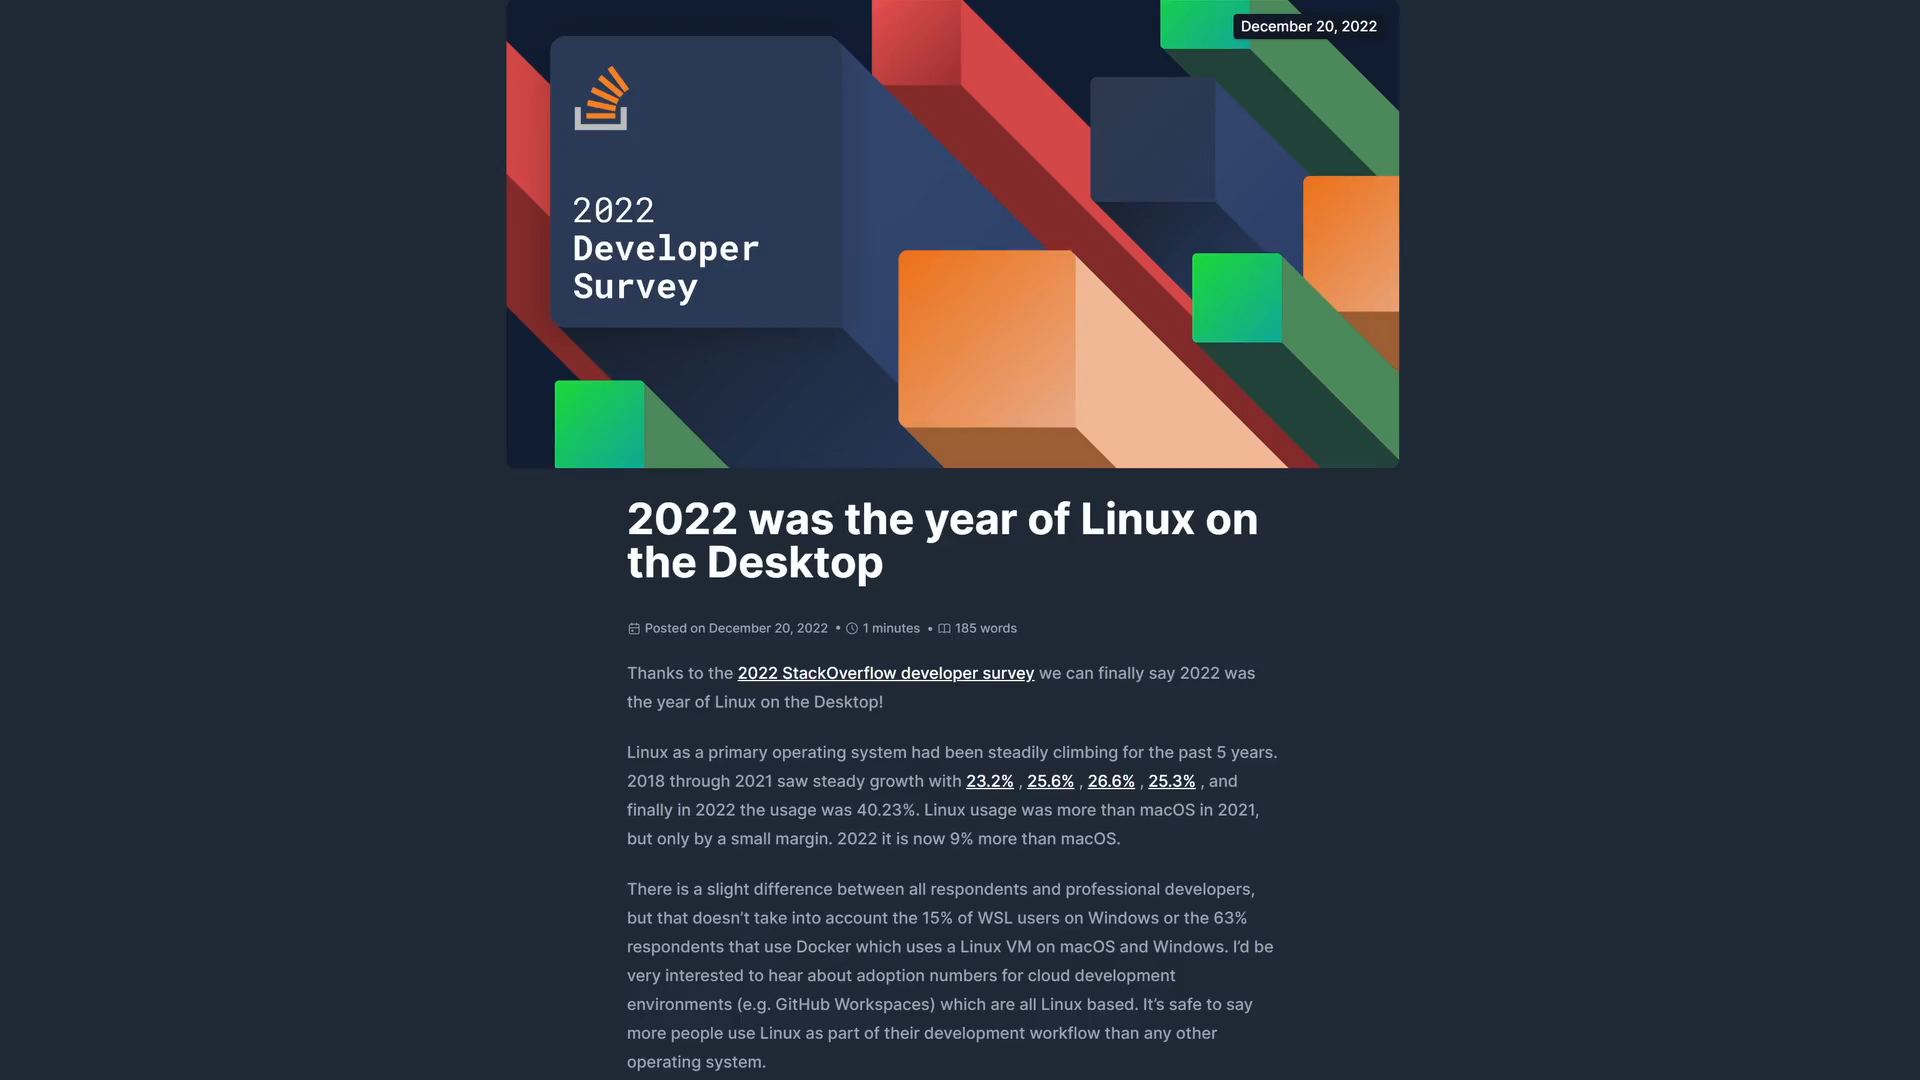 December 20, 2022
2022
Developer
Survey
2022 was the year of Linux on
the Desktop
Posted on December 20, 2022 • 1 minutes • 185 words
Thanks to the 2022 StackOverflow developer survey we can finally say 2022 was
the year of Linux on the Desktop!
Linux as a primary operating system had been steadily climbing for the past 5 years.
2018 through 2021 saw steady growth with 23.2% , 25.6% , 26.6% , 25.3% , and
finally in 2022 the usage was 40.23%. Linux usage was more than macOS in 2021,
but only by a small margin. 2022 it is now 9% more than macOS.
There is a slight difference between all respondents and professional developers,
but that doesn’t take into account the 15% of WSL users on Windows or the 63%
respondents that use Docker which uses a Linux VM on macOS and Windows. I’d be
very interested to hear about adoption numbers for cloud development
environments (e.g. GitHub Workspaces) which are all Linux based. It’s safe to say
more people use Linux as part of their development workflow than any other
operating system.